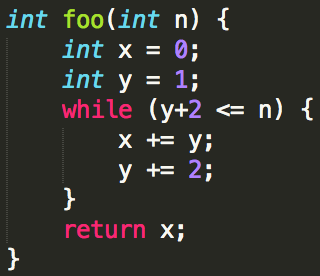 int foo(int n) {
    int x = 0;
    int y = 1;
    while (y+2 <= n) {
        x += y;
        y += 2;
    }
    return x;
}